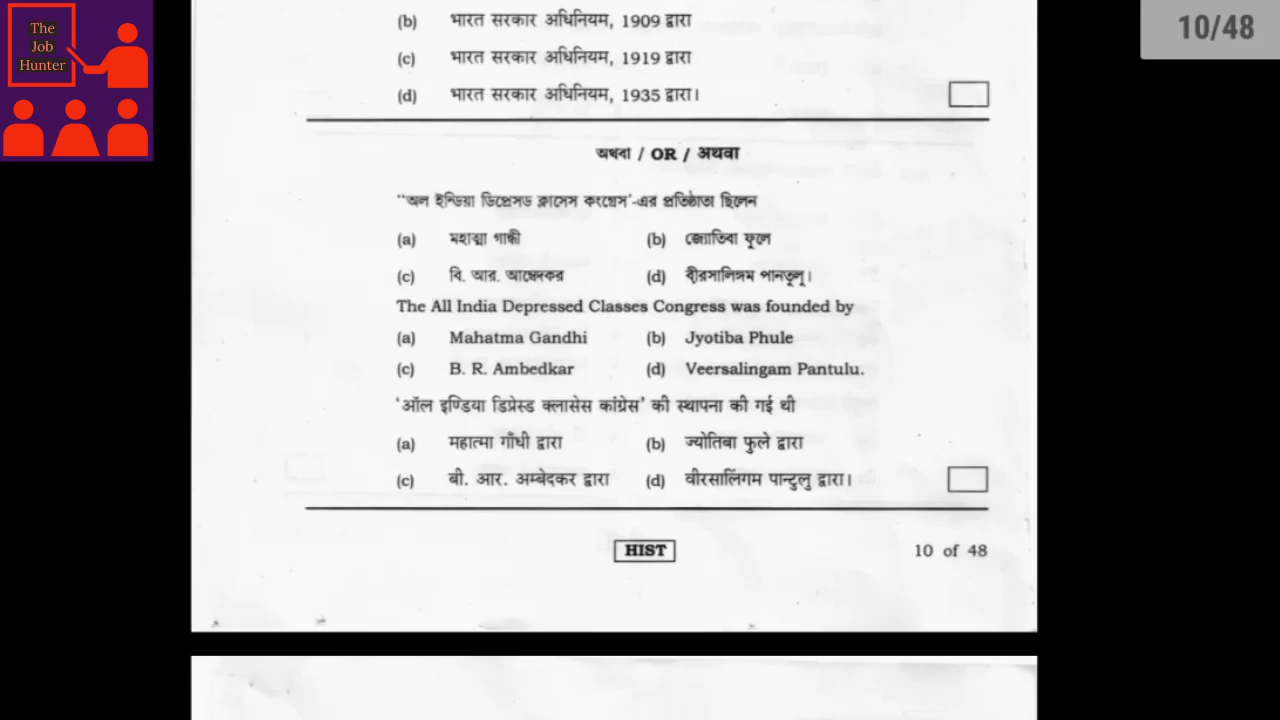 The
Job
Hunter
10/48
(b) भारत सरकार अधिनियम, 1909 द्वारा
(c) भारत सरकार अधिनियम, 1919 द्वारा
(d) भारत सरकार अधिनियम, 1935 द्वारा।
অথবা / OR / अथवा
“অল ইন্ডিয়া ডিপ্রেসড ক্লাসেস কংগ্রেস’-এর প্রতিষ্ঠাতা ছিলেন
(a) মহাত্মা গান্ধী (b) জ্যোতিবা ফুলে
(c) বি. আর. আম্বেদকর (d) বীরসালিঙ্গম পানতুলু।
The All India Depressed Classes Congress was founded by
(a) Mahatma Gandhi (b) Jyotiba Phule
(c) B. R. Ambedkar (d) Veersalingam Pantulu.
‘ऑल इण्डिया डिप्रेस्ड क्लासेस कांग्रेस’ की स्थापना की गई थी
(a) महात्मा गाँधी द्वारा (b) ज्योतिबा फुले द्वारा
(c) बी. आर. अम्बेदकर द्वारा (d) वीरसालिंगम पान्टुलु द्वारा।
HIST 10 of 48